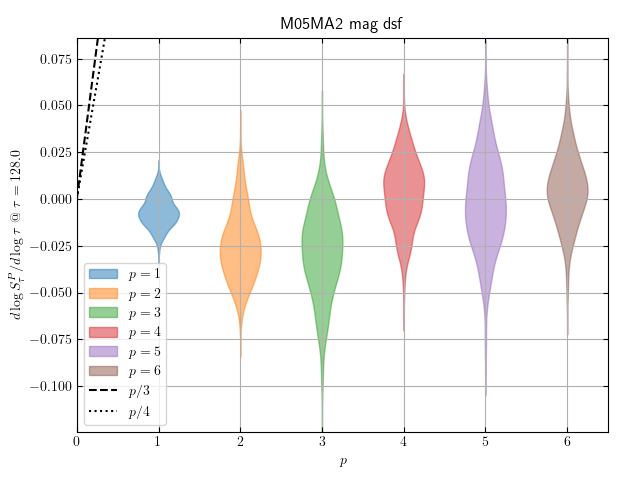 M05MA2 mag dsf
0.075
0.050
0.025
0.000
−0.025
−0.050
−0.075
−0.100
d log S_τ^P / d log τ @ τ = 128.0
p = 1
p = 2
p = 3
p = 4
p = 5
p = 6
p/3
p/4
0 1 2 3 4 5 6
p